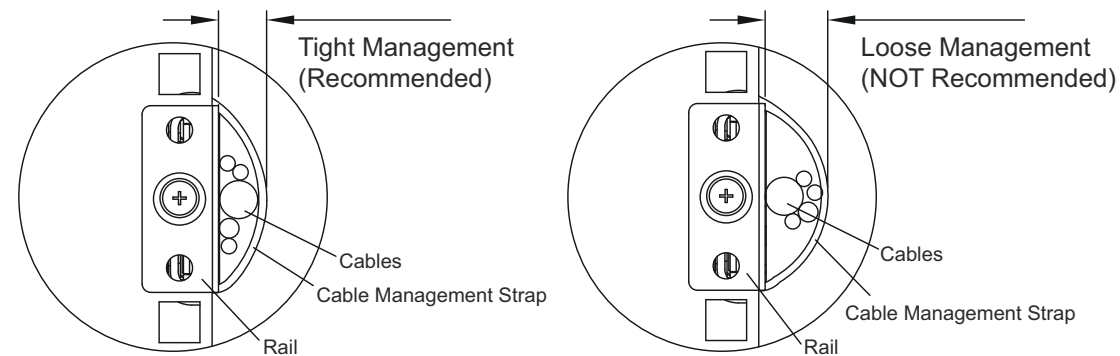 Tight Management
(Recommended)
Cables
Cable Management Strap
Rail
Loose Management
(NOT Recommended)
Cables
Cable Management Strap
Rail